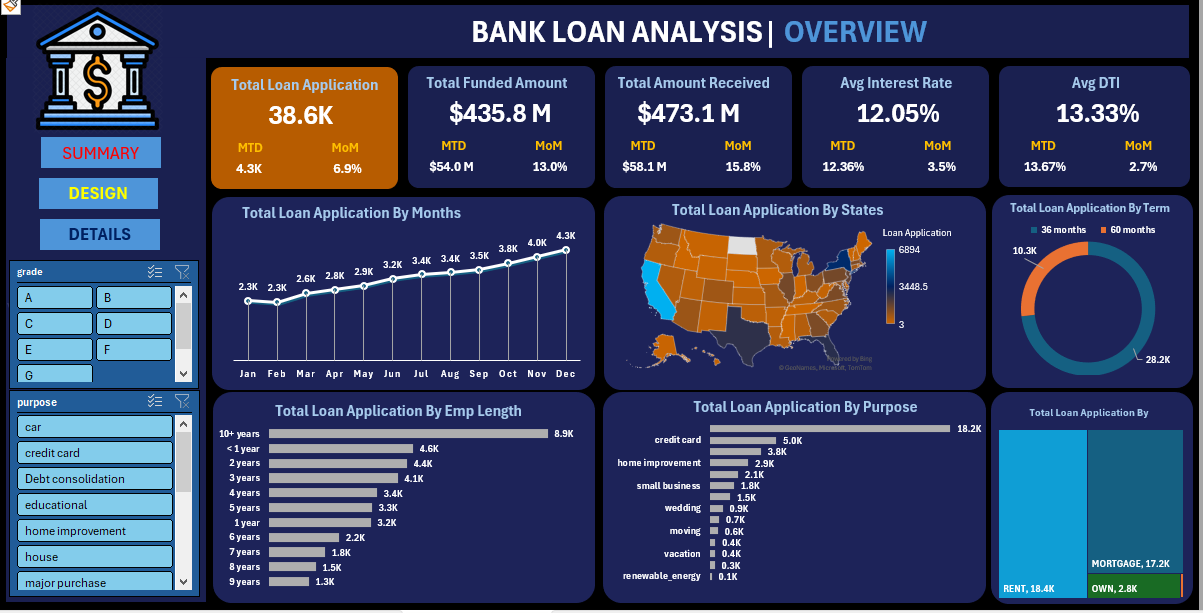 BANK LOAN ANALYSIS| OVERVIEW
SUMMARY
DESIGN
DETAILS
grade
A
B
C
D
E
F
G
purpose
car
credit card
Debt consolidation
educational
home improvement
house
major purchase
Total Loan Application
38.6K
MTD MoM
4.3K 6.9%
Total Funded Amount
$435.8 M
MTD MoM
$54.0 M 13.0%
Total Amount Received
$473.1 M
MTD MoM
$58.1 M 15.8%
Avg Interest Rate
12.05%
MTD MoM
12.36% 3.5%
Avg DTI
13.33%
MTD MoM
13.67% 2.7%
Total Loan Application By Months
2.3K 2.3K 2.6K 2.8K 2.9K 3.2K 3.4K 3.4K 3.5K 3.8K 4.0K 4.3K
Jan Feb Mar Apr May Jun Jul Aug Sep Oct Nov Dec
Total Loan Application By States
Loan Application
6894
3448.5
3
Powered by Bing
© GeoNames, Microsoft, TomTom
Total Loan Application By Term
36 months 60 months
10.3K
28.2K
Total Loan Application By Emp Length
10+ years 8.9K
< 1 year 4.6K
2 years 4.4K
3 years 4.1K
4 years 3.4K
5 years 3.3K
1 year 3.2K
6 years 2.2K
7 years 1.8K
8 years 1.5K
9 years 1.3K
Total Loan Application By Purpose
18.2K
credit card 5.0K
3.8K
home improvement 2.9K
2.1K
small business 1.8K
1.5K
wedding 0.9K
0.7K
moving 0.6K
0.4K
vacation 0.4K
0.3K
renewable_energy 0.1K
Total Loan Application By
MORTGAGE, 17.2K
RENT, 18.4K
OWN, 2.8K